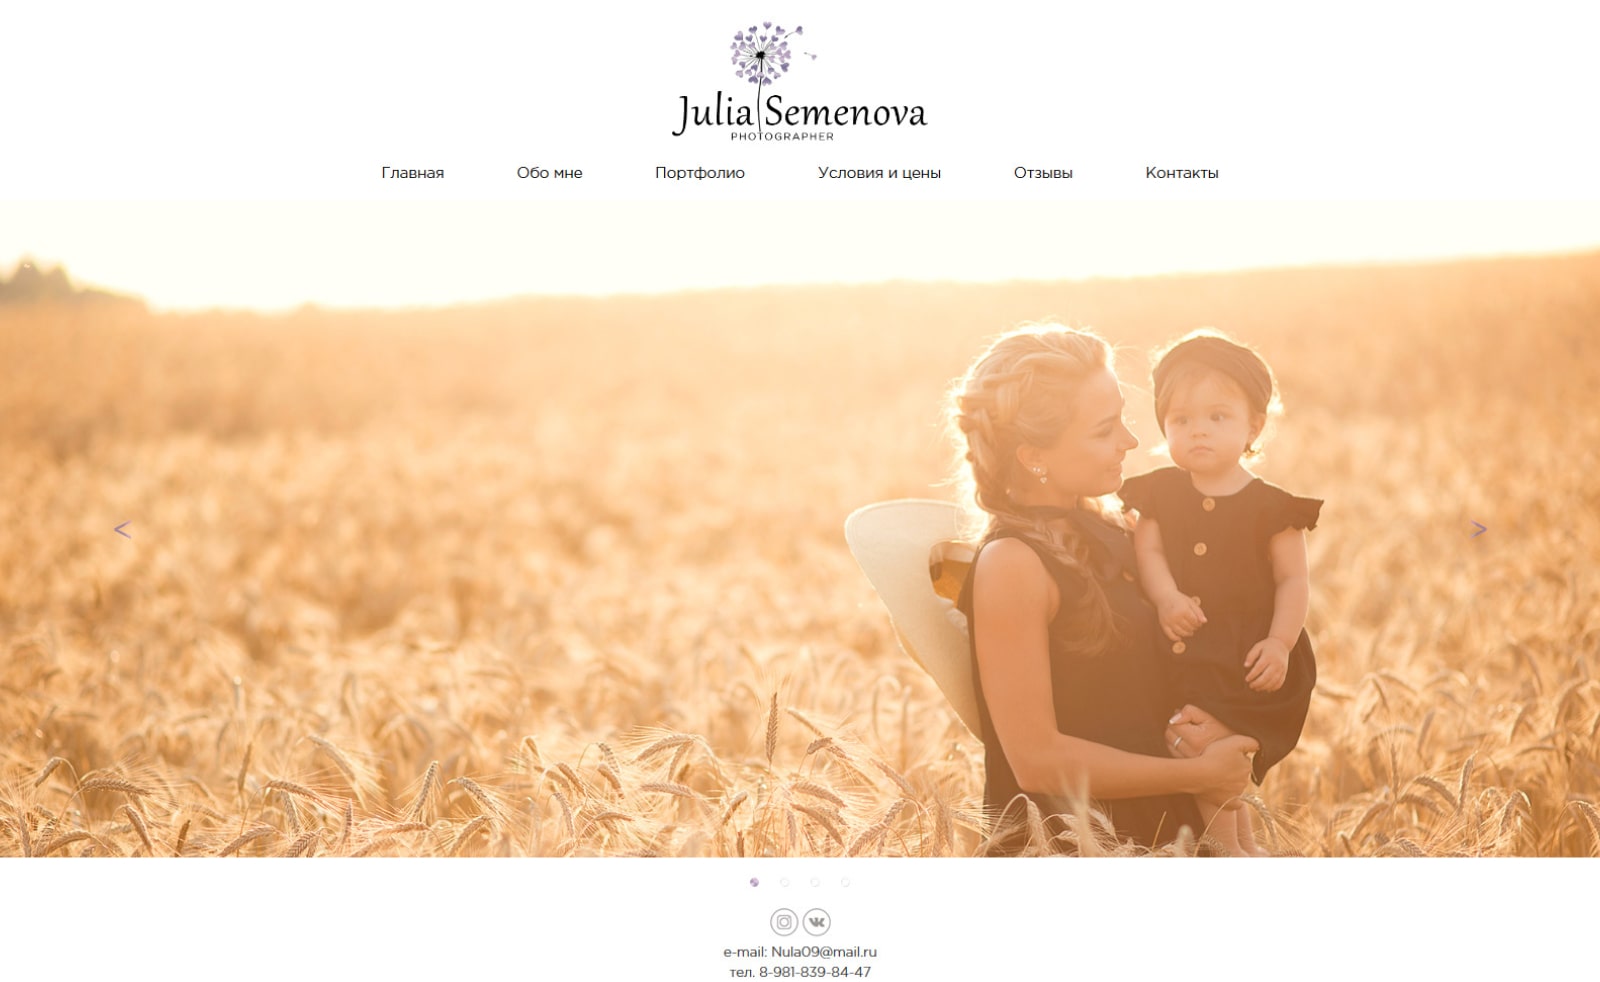 Julia Semenova
PHOTOGRAPHER
Главная Обо мне Портфолио Условия и цены Отзывы Контакты
< >
e-mail: Nula09@mail.ru
тел. 8-981-839-84-47